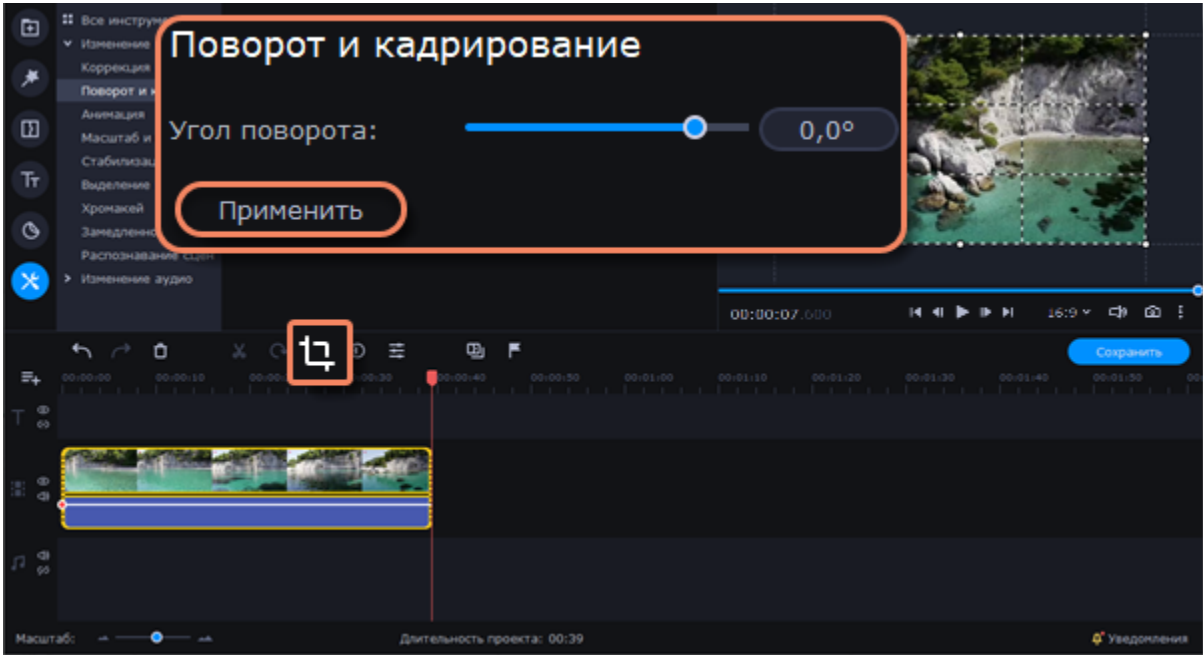 Все инструме
Изменение
Коррекция
Поворот и к
Анимация
Масштаб и
Стабилизац
Выделение
Хромакей
Замедленно
Распознавание сцен
Изменение аудио
Поворот и кадрирование
Угол поворота:
0,0°
Применить
00:00:07.600
16:9
Сохранить
00:00:00 00:00:10 00:00:30 00:00:40 00:00:50 00:01:00 00:01:10 00:01:20 00:01:30 00:01:40 00:01:50
Масштаб:
Длительность проекта: 00:39
Уведомления